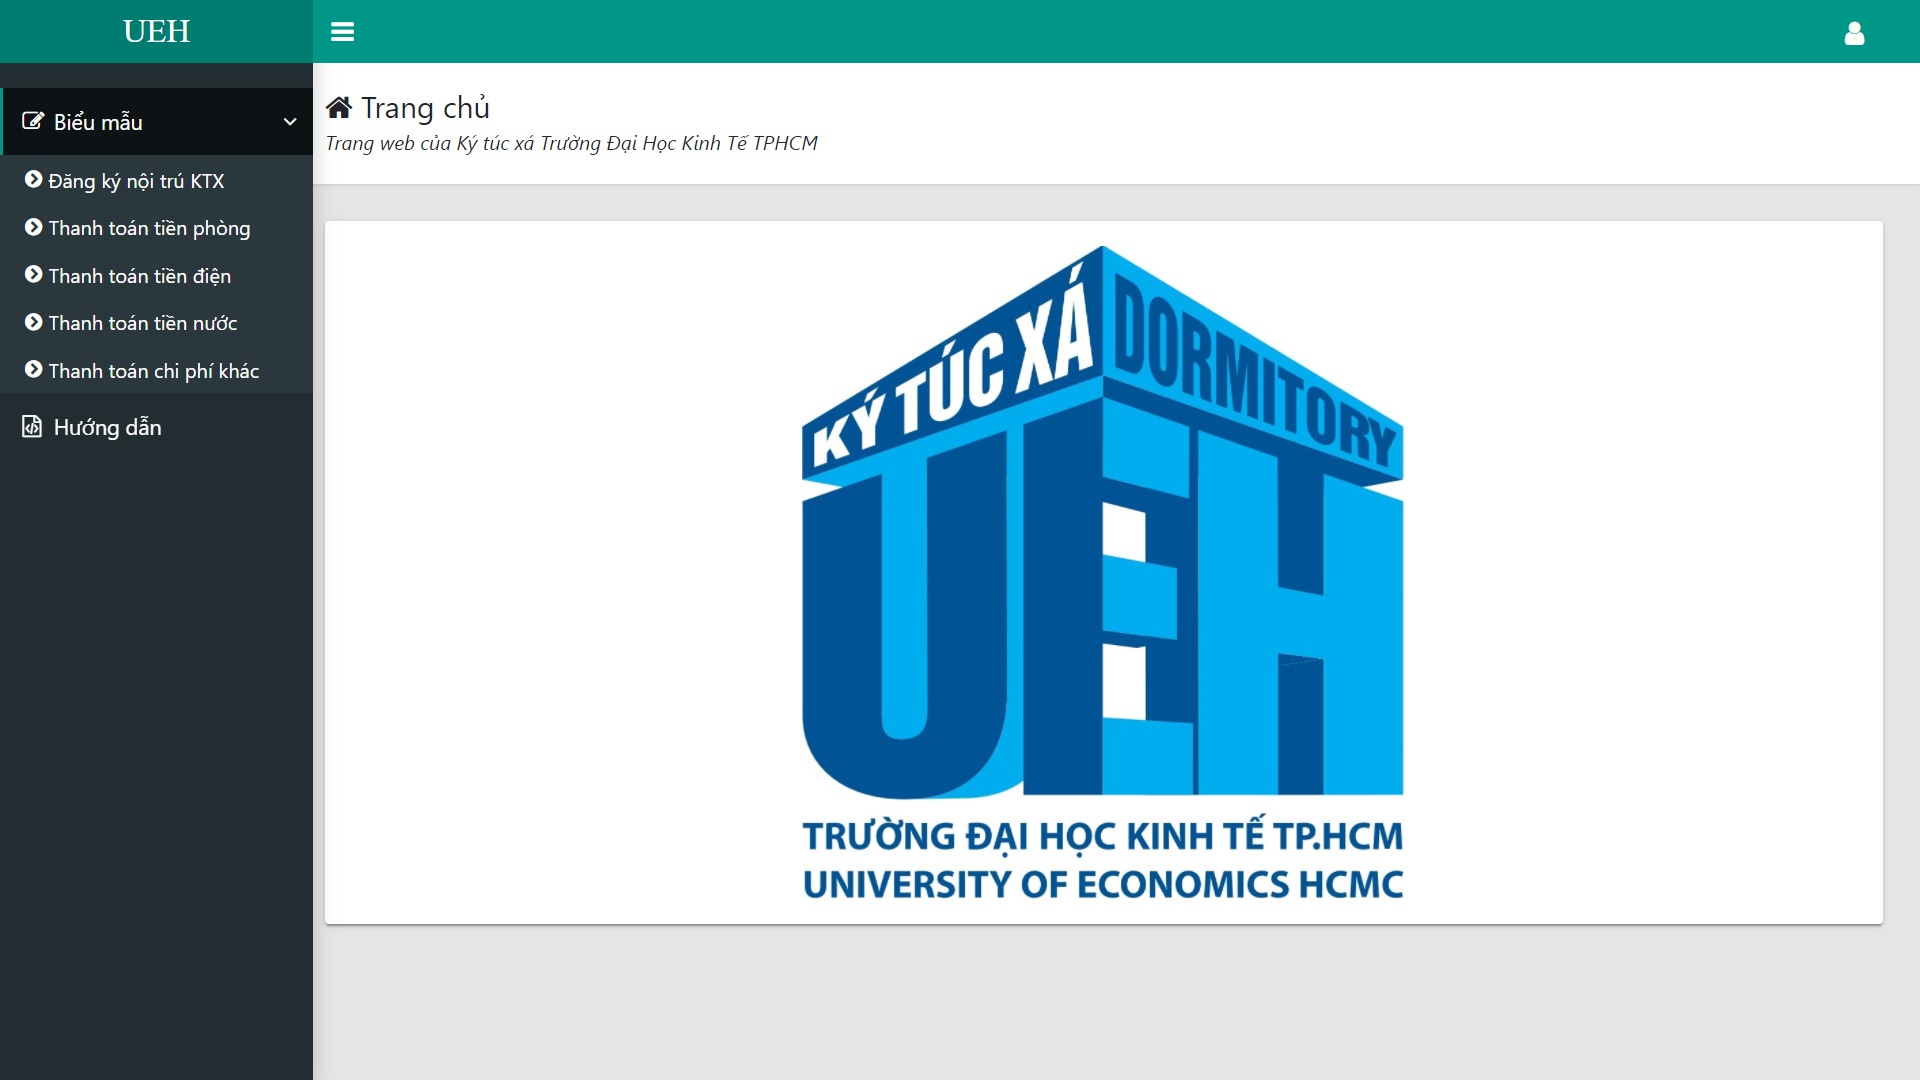 UEH
Biểu mẫu
Đăng ký nội trú KTX
Thanh toán tiền phòng
Thanh toán tiền điện
Thanh toán tiền nước
Thanh toán chi phí khác
Hướng dẫn
Trang chủ
Trang web của Ký túc xá Trường Đại Học Kinh Tế TPHCM
KÝ TÚC XÁ DORMITORY
UEH
TRƯỜNG ĐẠI HỌC KINH TẾ TP.HCM
UNIVERSITY OF ECONOMICS HCMC